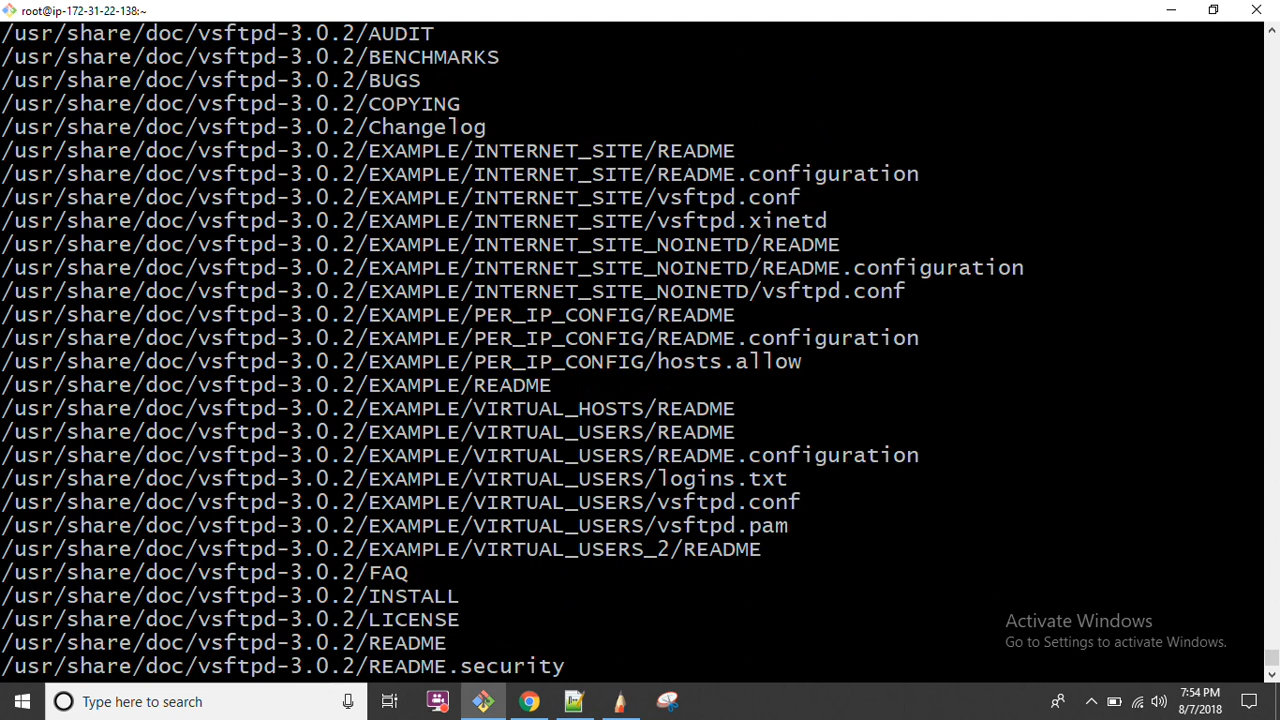 root@ip-172-31-22-138:~
/usr/share/doc/vsftpd-3.0.2/AUDIT
/usr/share/doc/vsftpd-3.0.2/BENCHMARKS
/usr/share/doc/vsftpd-3.0.2/BUGS
/usr/share/doc/vsftpd-3.0.2/COPYING
/usr/share/doc/vsftpd-3.0.2/Changelog
/usr/share/doc/vsftpd-3.0.2/EXAMPLE/INTERNET_SITE/README
/usr/share/doc/vsftpd-3.0.2/EXAMPLE/INTERNET_SITE/README.configuration
/usr/share/doc/vsftpd-3.0.2/EXAMPLE/INTERNET_SITE/vsftpd.conf
/usr/share/doc/vsftpd-3.0.2/EXAMPLE/INTERNET_SITE/vsftpd.xinetd
/usr/share/doc/vsftpd-3.0.2/EXAMPLE/INTERNET_SITE_NOINETD/README
/usr/share/doc/vsftpd-3.0.2/EXAMPLE/INTERNET_SITE_NOINETD/README.configuration
/usr/share/doc/vsftpd-3.0.2/EXAMPLE/INTERNET_SITE_NOINETD/vsftpd.conf
/usr/share/doc/vsftpd-3.0.2/EXAMPLE/PER_IP_CONFIG/README
/usr/share/doc/vsftpd-3.0.2/EXAMPLE/PER_IP_CONFIG/README.configuration
/usr/share/doc/vsftpd-3.0.2/EXAMPLE/PER_IP_CONFIG/hosts.allow
/usr/share/doc/vsftpd-3.0.2/EXAMPLE/README
/usr/share/doc/vsftpd-3.0.2/EXAMPLE/VIRTUAL_HOSTS/README
/usr/share/doc/vsftpd-3.0.2/EXAMPLE/VIRTUAL_USERS/README
/usr/share/doc/vsftpd-3.0.2/EXAMPLE/VIRTUAL_USERS/README.configuration
/usr/share/doc/vsftpd-3.0.2/EXAMPLE/VIRTUAL_USERS/logins.txt
/usr/share/doc/vsftpd-3.0.2/EXAMPLE/VIRTUAL_USERS/vsftpd.conf
/usr/share/doc/vsftpd-3.0.2/EXAMPLE/VIRTUAL_USERS/vsftpd.pam
/usr/share/doc/vsftpd-3.0.2/EXAMPLE/VIRTUAL_USERS_2/README
/usr/share/doc/vsftpd-3.0.2/FAQ
/usr/share/doc/vsftpd-3.0.2/INSTALL
/usr/share/doc/vsftpd-3.0.2/LICENSE
/usr/share/doc/vsftpd-3.0.2/README
/usr/share/doc/vsftpd-3.0.2/README.security
Activate Windows
Go to Settings to activate Windows.
Type here to search
7:54 PM
8/7/2018